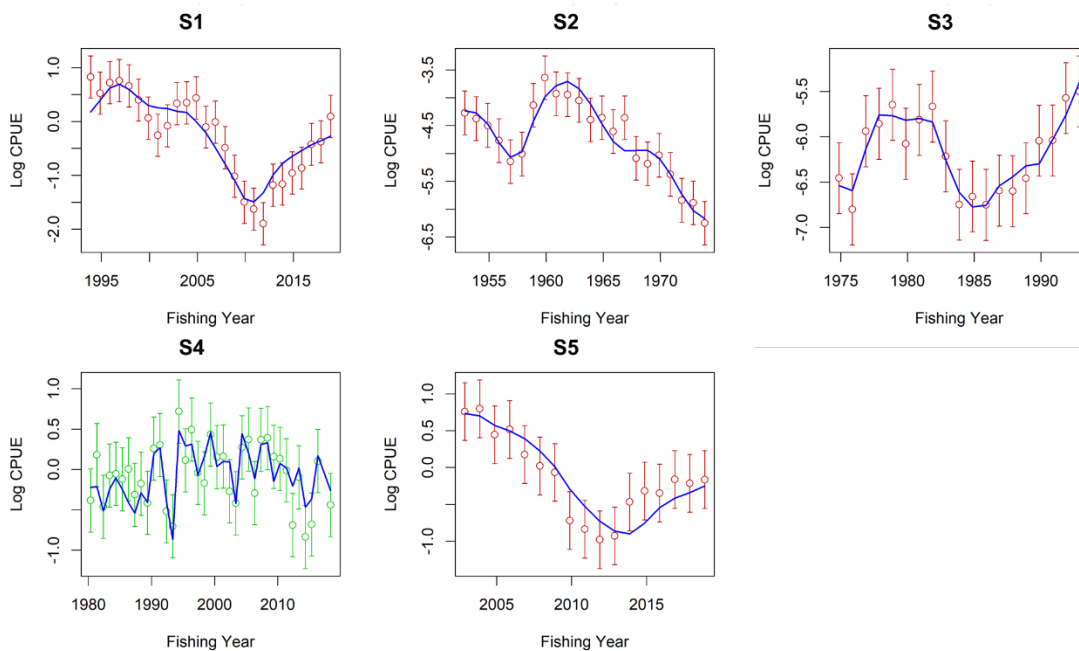 S1
Log CPUE
1.0
0.0
-1.0
-2.0
1995
2005
2015
Fishing Year
S2
Log CPUE
-3.5
-4.5
-5.5
-6.5
1955
1960
1965
1970
Fishing Year
S3
Log CPUE
-5.5
-6.0
-6.5
-7.0
1975
1980
1985
1990
Fishing Year
S4
Log CPUE
1.0
0.5
0.0
-1.0
1980
1990
2000
2010
Fishing Year
S5
Log CPUE
1.0
0.5
0.0
-1.0
2005
2010
2015
Fishing Year